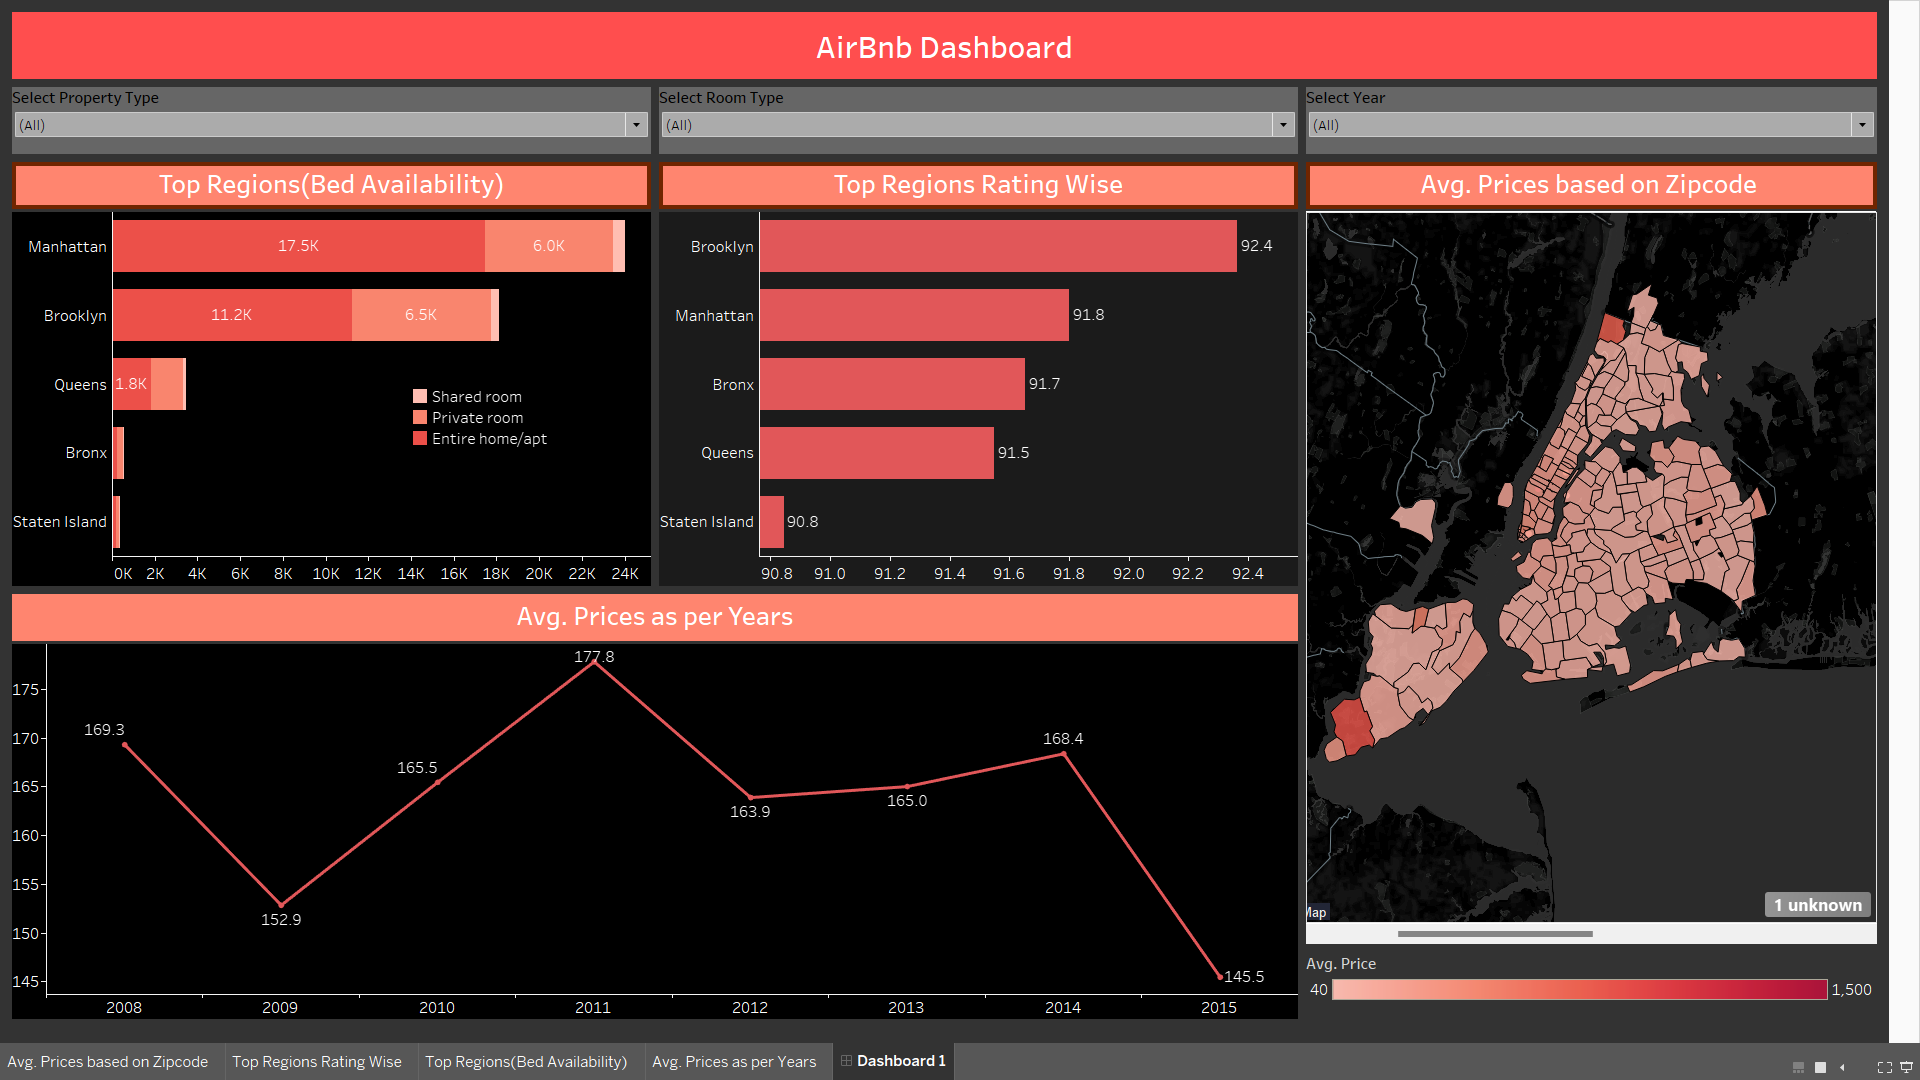 AirBnb Dashboard
Select Property Type
(All)
Select Room Type
(All)
Select Year
(All)
Top Regions(Bed Availability)
Manhattan 17.5K 6.0K
Brooklyn 11.2K 6.5K
Queens 1.8K
Bronx
Staten Island
Shared room
Private room
Entire home/apt
0K 2K 4K 6K 8K 10K 12K 14K 16K 18K 20K 22K 24K
Top Regions Rating Wise
Brooklyn 92.4
Manhattan 91.8
Bronx 91.7
Queens 91.5
Staten Island 90.8
90.8 91.0 91.2 91.4 91.6 91.8 92.0 92.2 92.4
Avg. Prices based on Zipcode
Map
1 unknown
Avg. Price
40 1,500
Avg. Prices as per Years
175
170
165
160
155
150
145
169.3
152.9
165.5
177.8
163.9
165.0
168.4
145.5
2008 2009 2010 2011 2012 2013 2014 2015
Avg. Prices based on Zipcode
Top Regions Rating Wise
Top Regions(Bed Availability)
Avg. Prices as per Years
Dashboard 1